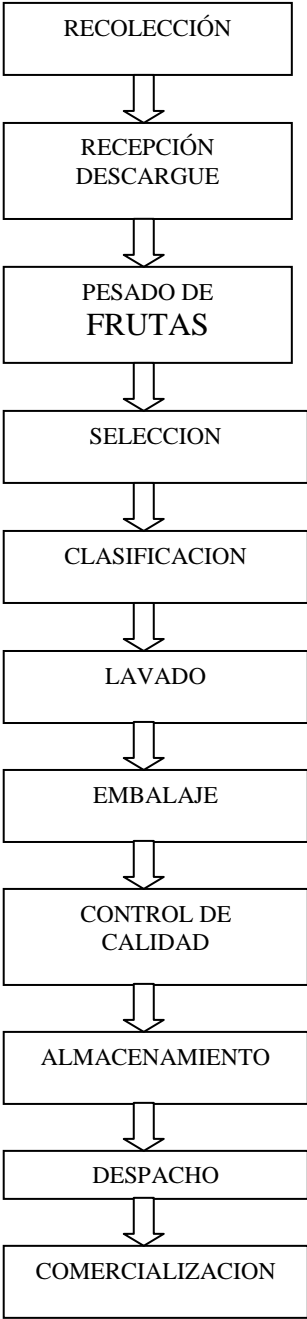 RECOLECCIÓN
RECEPCIÓN
DESCARGUE
PESADO DE
FRUTAS
SELECCION
CLASIFICACION
LAVADO
EMBALAJE
CONTROL DE
CALIDAD
ALMACENAMIENTO
DESPACHO
COMERCIALIZACION